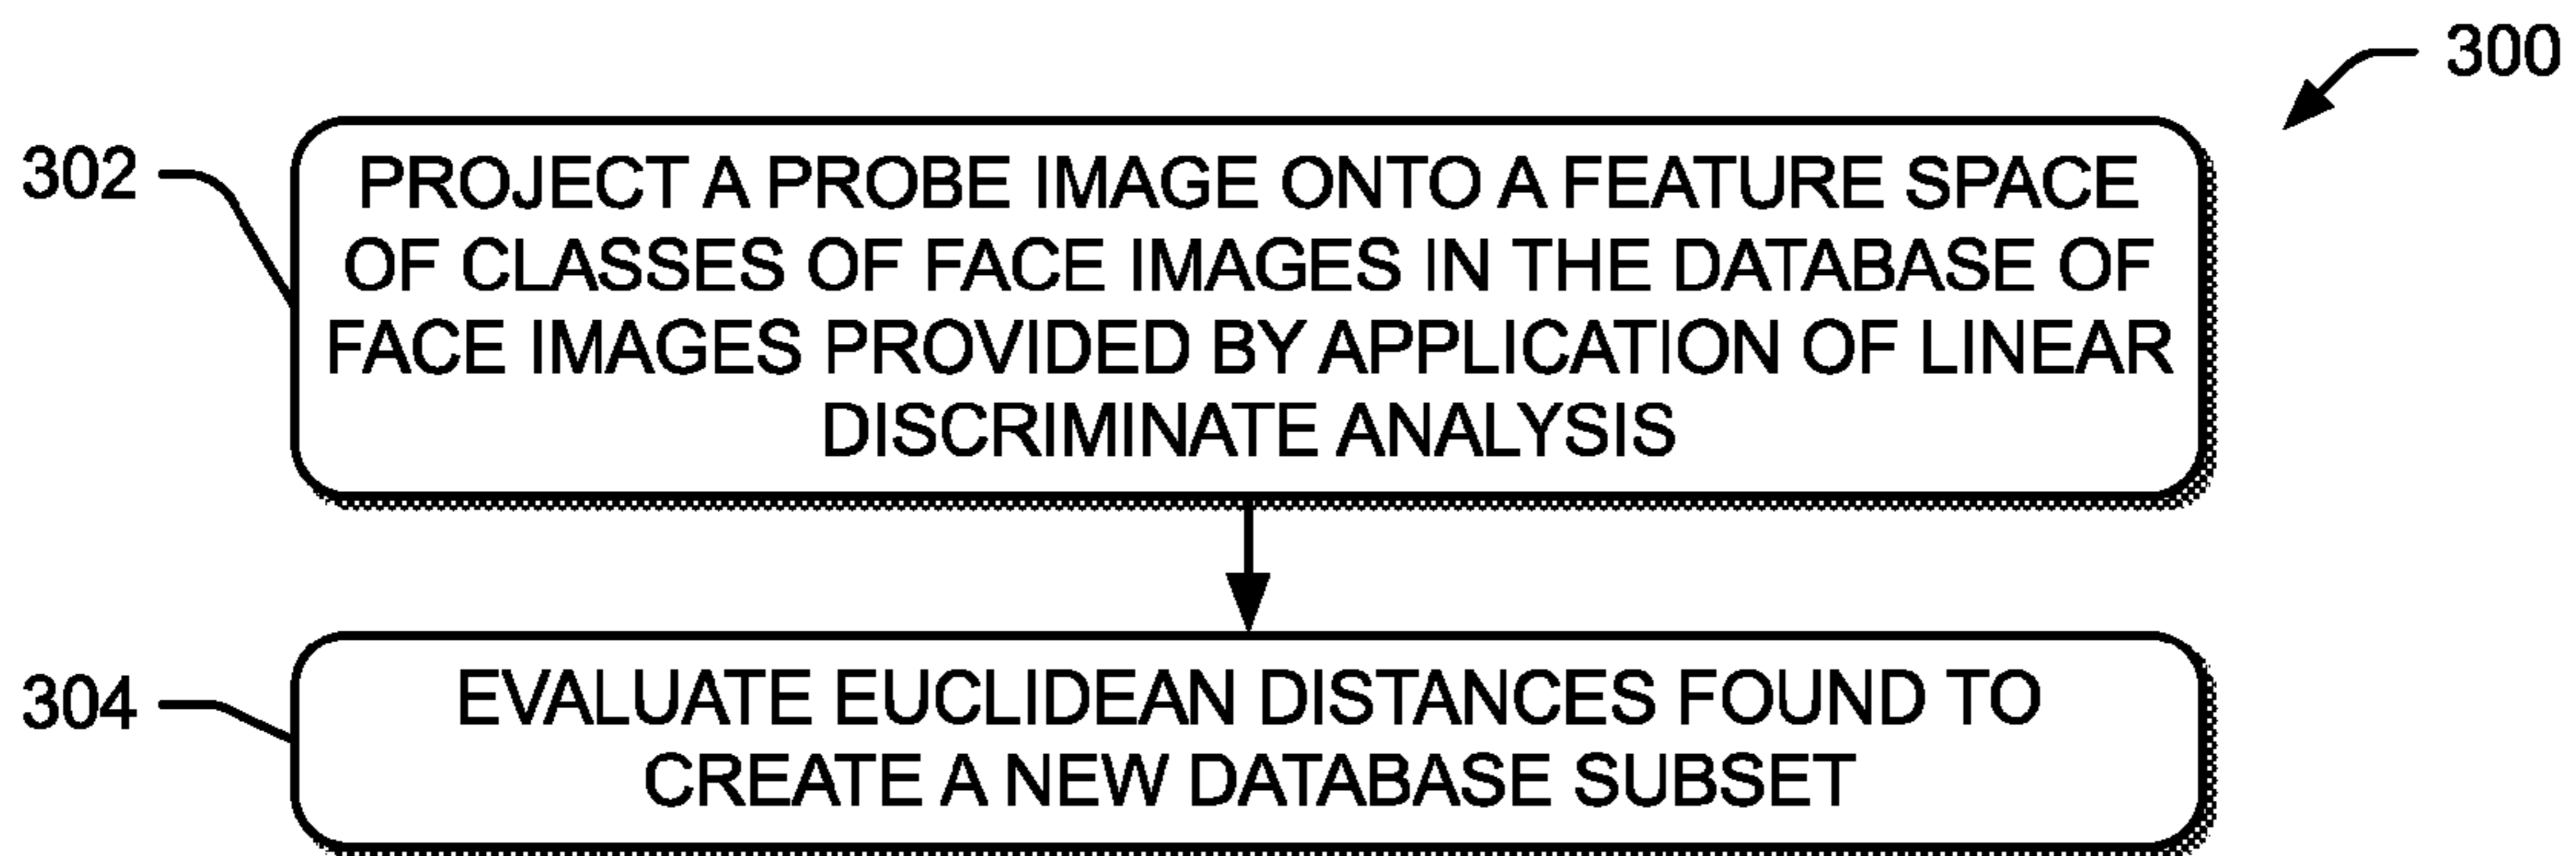 300
302
PROJECT A PROBE IMAGE ONTO A FEATURE SPACE
OF CLASSES OF FACE IMAGES IN THE DATABASE OF
FACE IMAGES PROVIDED BY APPLICATION OF LINEAR
DISCRIMINATE ANALYSIS
304
EVALUATE EUCLIDEAN DISTANCES FOUND TO
CREATE A NEW DATABASE SUBSET